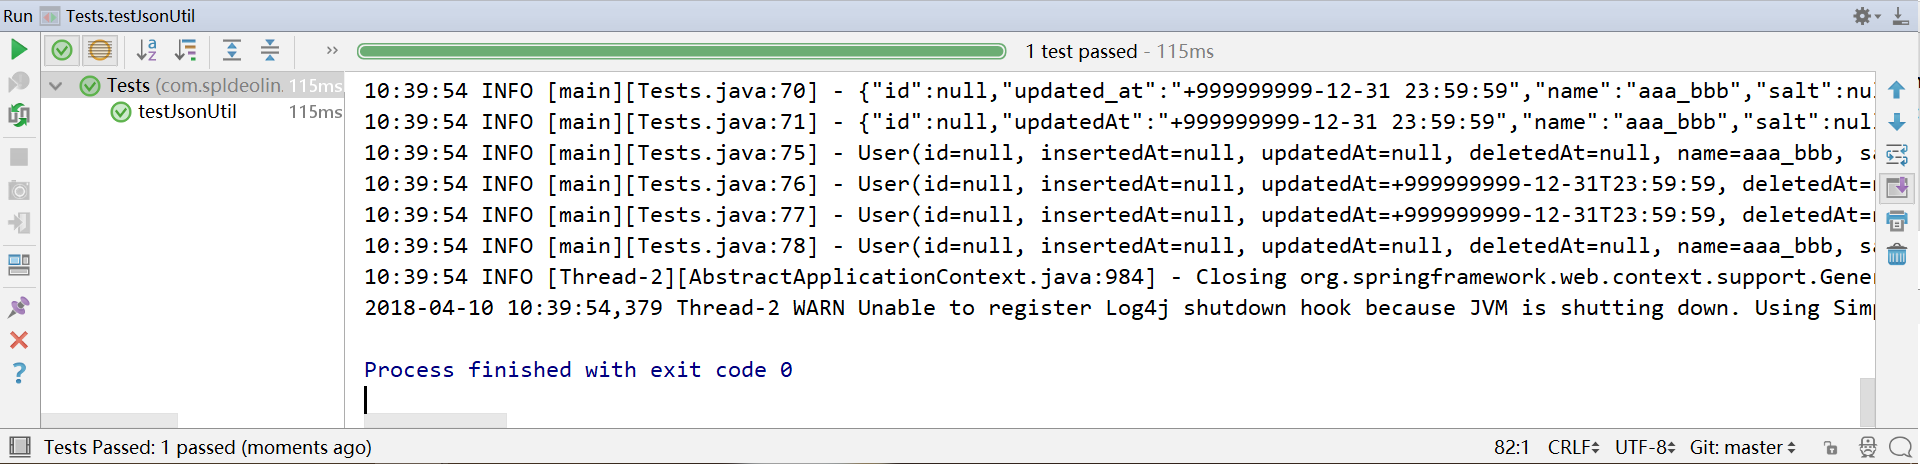 Run Tests.testJsonUtil
1 test passed - 115ms
Tests (com.spldeolin. 115ms
testJsonUtil 115ms
10:39:54 INFO [main][Tests.java:70] - {"id":null,"updated_at":"+999999999-12-31 23:59:59","name":"aaa_bbb","salt":nul
10:39:54 INFO [main][Tests.java:71] - {"id":null,"updatedAt":"+999999999-12-31 23:59:59","name":"aaa_bbb","salt":null
10:39:54 INFO [main][Tests.java:75] - User(id=null, insertedAt=null, updatedAt=null, deletedAt=null, name=aaa_bbb, sa
10:39:54 INFO [main][Tests.java:76] - User(id=null, insertedAt=null, updatedAt=+999999999-12-31T23:59:59, deletedAt=n
10:39:54 INFO [main][Tests.java:77] - User(id=null, insertedAt=null, updatedAt=+999999999-12-31T23:59:59, deletedAt=n
10:39:54 INFO [main][Tests.java:78] - User(id=null, insertedAt=null, updatedAt=null, deletedAt=null, name=aaa_bbb, sa
10:39:54 INFO [Thread-2][AbstractApplicationContext.java:984] - Closing org.springframework.web.context.support.Gener
2018-04-10 10:39:54,379 Thread-2 WARN Unable to register Log4j shutdown hook because JVM is shutting down. Using Simp
Process finished with exit code 0
Tests Passed: 1 passed (moments ago)
82:1 CRLF UTF-8 Git: master